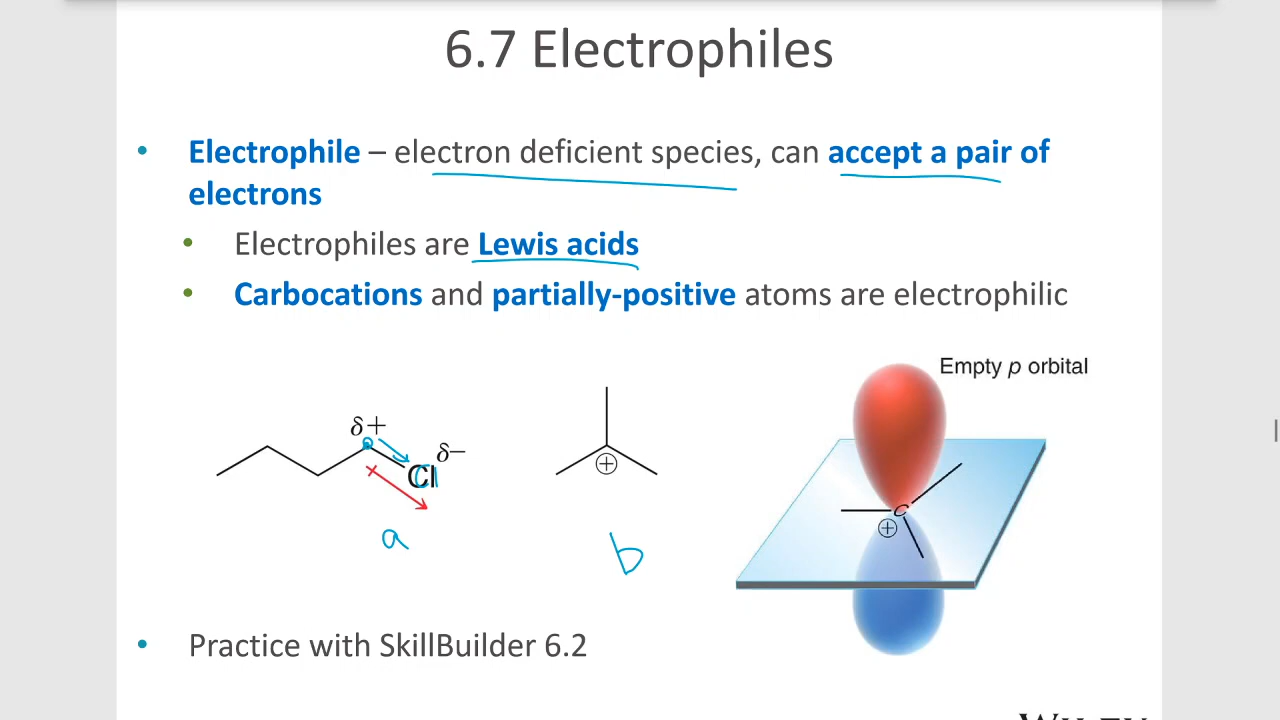 6.7 Electrophiles
• Electrophile – electron deficient species, can accept a pair of
electrons
• Electrophiles are Lewis acids
• Carbocations and partially-positive atoms are electrophilic
Empty p orbital
δ+
δ−
Cl
⊕
C
⊕
a
b
• Practice with SkillBuilder 6.2